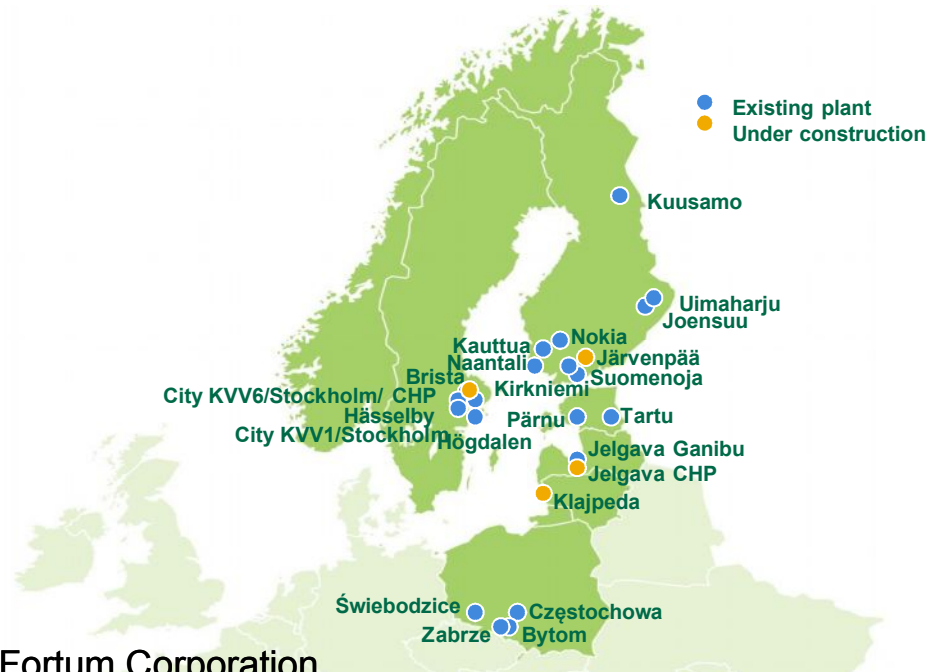 Existing plant
Under construction
Kuusamo
Uimaharju
Joensuu
Nokia
Kauttua
Järvenpää
Naantali
Suomenoja
Brista
Kirkniemi
City KVV6/Stockholm/ CHP
Hässelby
Pärnu
Tartu
City KVV1/Stockholm
Högdalen
Jelgava Ganibu
Jelgava CHP
Klajpeda
Świebodzice
Częstochowa
Zabrze
Bytom
Fortum Corporation